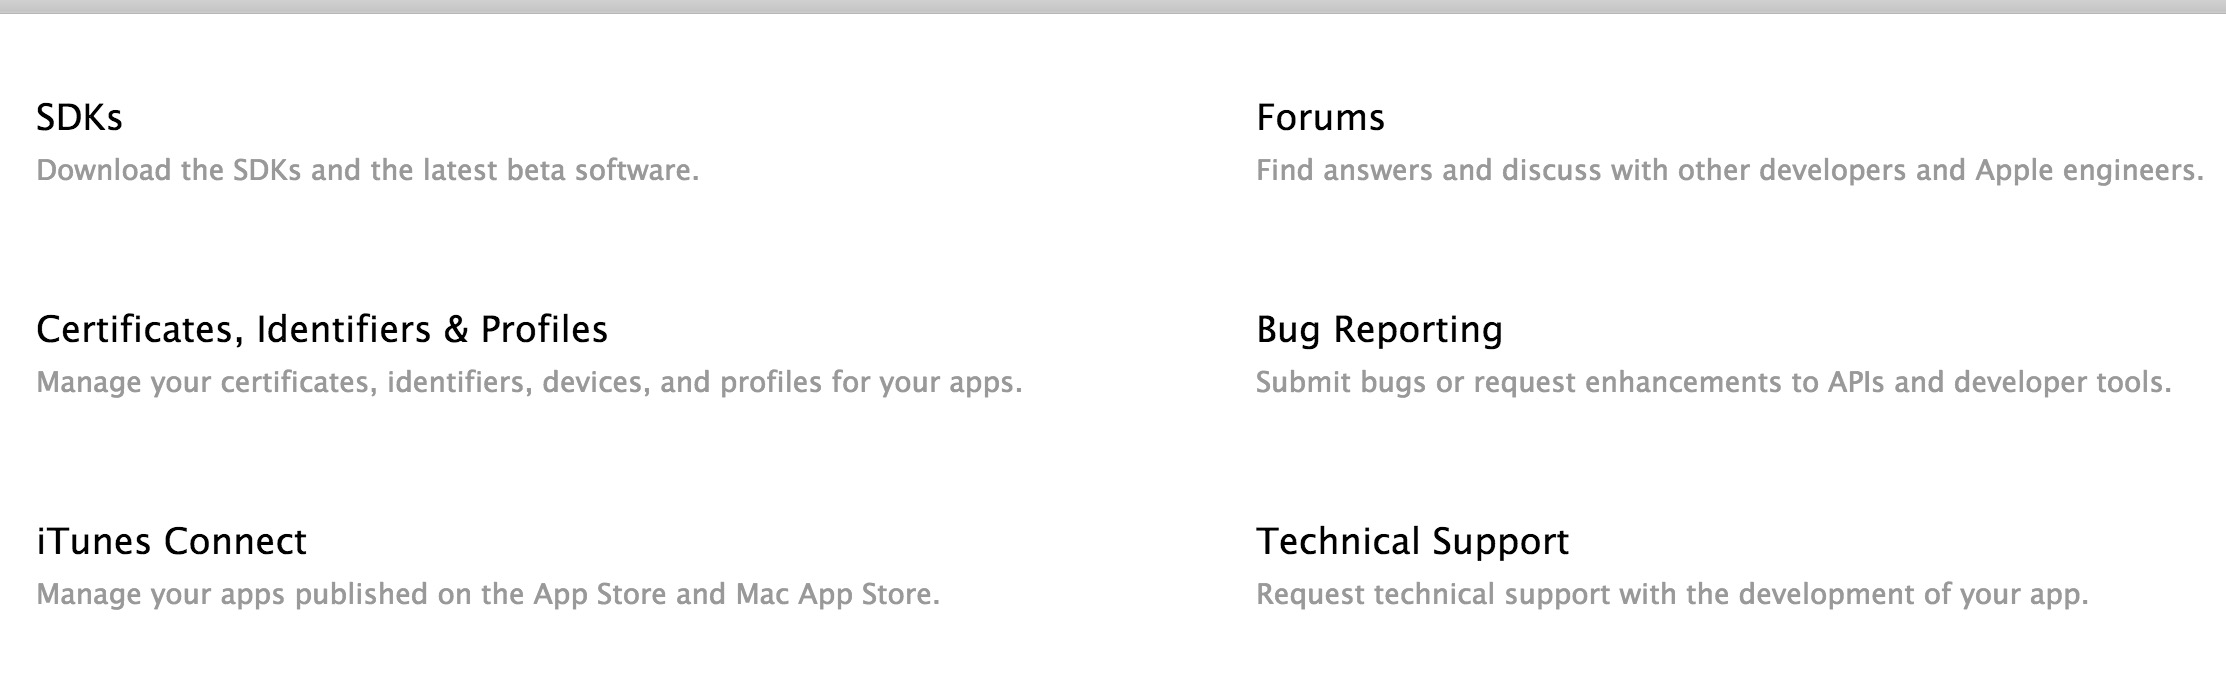 SDKs
Download the SDKs and the latest beta software.
Certificates, Identifiers & Profiles
Manage your certificates, identifiers, devices, and profiles for your apps.
iTunes Connect
Manage your apps published on the App Store and Mac App Store.
Forums
Find answers and discuss with other developers and Apple engineers.
Bug Reporting
Submit bugs or request enhancements to APIs and developer tools.
Technical Support
Request technical support with the development of your app.